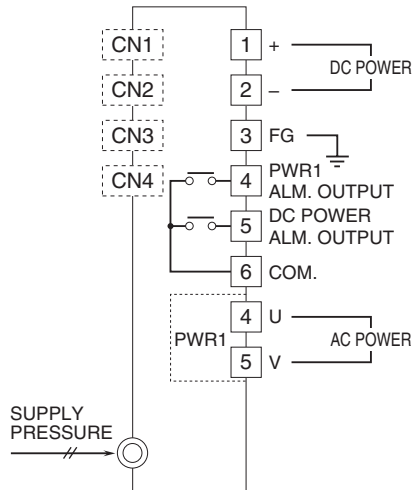 CN1
1 +
DC POWER
CN2
2 –
CN3
3 FG
CN4
4 PWR1
ALM. OUTPUT
5 DC POWER
ALM. OUTPUT
6 COM.
PWR1
4 U
AC POWER
5 V
SUPPLY
PRESSURE